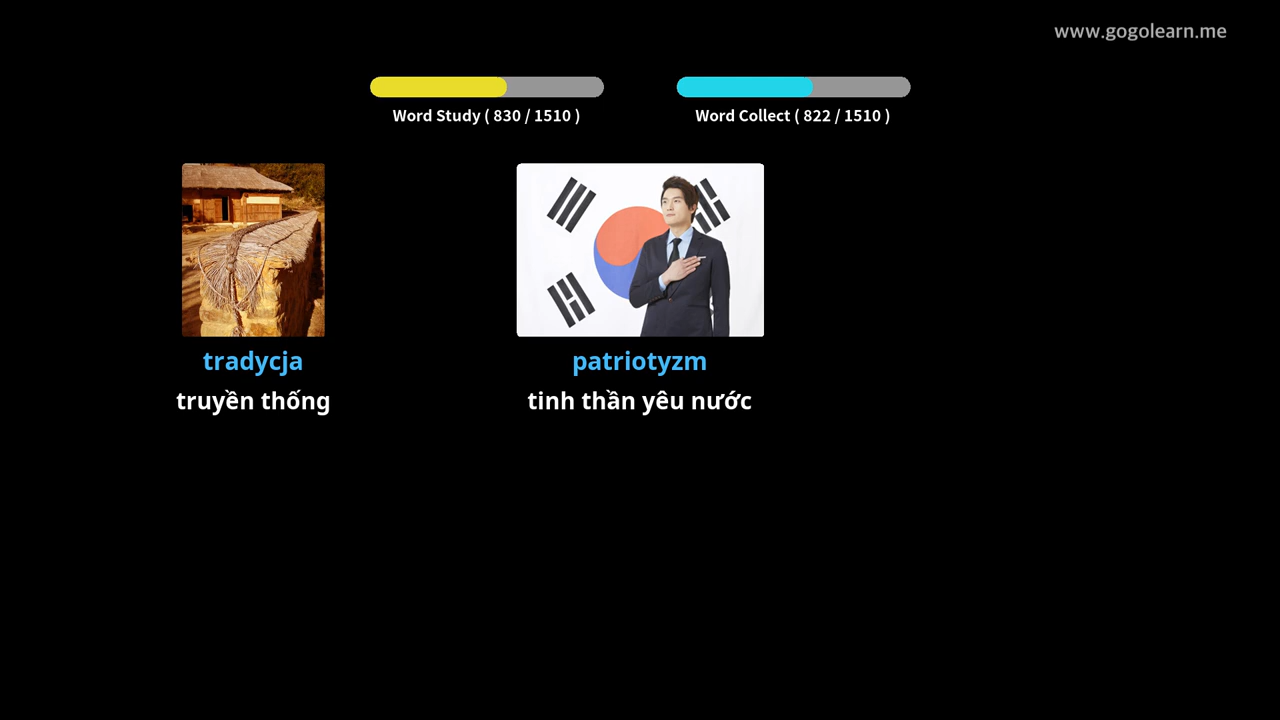 www.gogolearn.me
Word Study ( 830 / 1510 )
Word Collect ( 822 / 1510 )
tradycja
truyền thống
patriotyzm
tinh thần yêu nước